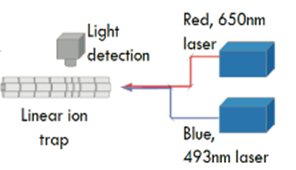 Light
detection
Linear ion
trap
Red, 650nm
laser
Blue,
493nm laser